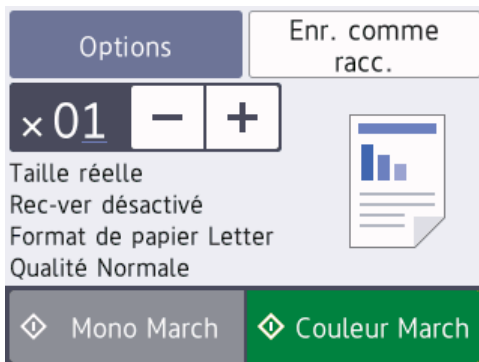 Options
Enr. comme
racc.
×01 − +
Taille réelle
Rec-ver désactivé
Format de papier Letter
Qualité Normale
Mono March
Couleur March